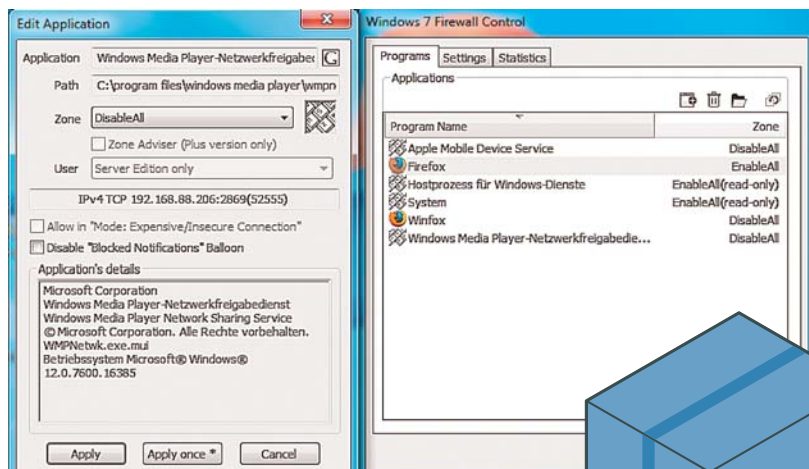 Edit Application
Application Windows Media Player-Netzwerkfreigabe G
Path C:\program files\windows media player\wmpn
Zone DisableAll
Zone Adviser (Plus version only)
User Server Edition only
IPv4 TCP 192.168.88.206:2869(52555)
Allow in "Mode: Expensive/Insecure Connection"
Disable "Blocked Notifications" Balloon
Application's details
Microsoft Corporation
Windows Media Player-Netzwerkfreigabedienst
Windows Media Player Network Sharing Service
© Microsoft Corporation. Alle Rechte vorbehalten.
WMPNetwk.exe.mui
Betriebssystem Microsoft® Windows®
12.0.7600.16385
Apply Apply once * Cancel
Windows 7 Firewall Control
Programs Settings Statistics
Applications
Program Name Zone
Apple Mobile Device Service DisableAll
Firefox EnableAll
Hostprozess für Windows-Dienste EnableAll(read-only)
System EnableAll(read-only)
Winfox DisableAll
Windows Media Player-Netzwerkfreigabedie... DisableAll